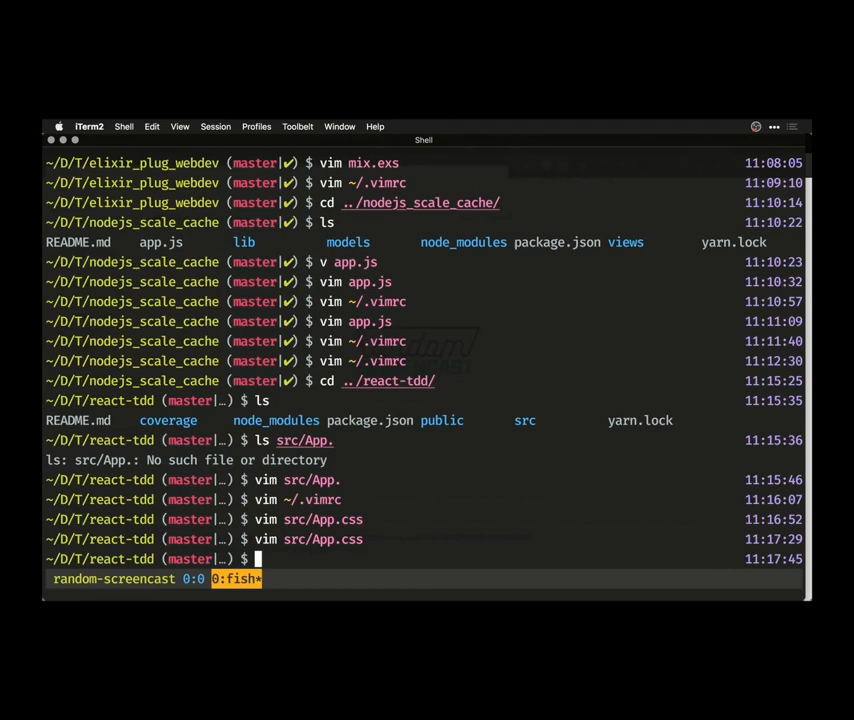 iTerm2 Shell Edit View Session Profiles Toolbelt Window Help
Shell
~/D/T/elixir_plug_webdev (master|✔) $ vim mix.exs 11:08:05
~/D/T/elixir_plug_webdev (master|✔) $ vim ~/.vimrc 11:09:10
~/D/T/elixir_plug_webdev (master|✔) $ cd ../nodejs_scale_cache/ 11:10:14
~/D/T/nodejs_scale_cache (master|✔) $ ls 11:10:22
README.md app.js lib models node_modules package.json views yarn.lock
~/D/T/nodejs_scale_cache (master|✔) $ v app.js 11:10:23
~/D/T/nodejs_scale_cache (master|✔) $ vim app.js 11:10:32
~/D/T/nodejs_scale_cache (master|✔) $ vim ~/.vimrc 11:10:57
~/D/T/nodejs_scale_cache (master|✔) $ vim app.js 11:11:09
~/D/T/nodejs_scale_cache (master|✔) $ vim ~/.vimrc 11:11:40
~/D/T/nodejs_scale_cache (master|✔) $ vim ~/.vimrc 11:12:30
~/D/T/nodejs_scale_cache (master|✔) $ cd ../react-tdd/ 11:15:25
~/D/T/react-tdd (master|…) $ ls 11:15:35
README.md coverage node_modules package.json public src yarn.lock
~/D/T/react-tdd (master|…) $ ls src/App. 11:15:36
ls: src/App.: No such file or directory
~/D/T/react-tdd (master|…) $ vim src/App. 11:15:46
~/D/T/react-tdd (master|…) $ vim ~/.vimrc 11:16:07
~/D/T/react-tdd (master|…) $ vim src/App.css 11:16:52
~/D/T/react-tdd (master|…) $ vim src/App.css 11:17:29
~/D/T/react-tdd (master|…) $ 11:17:45
random-screencast 0:0 0:fish*